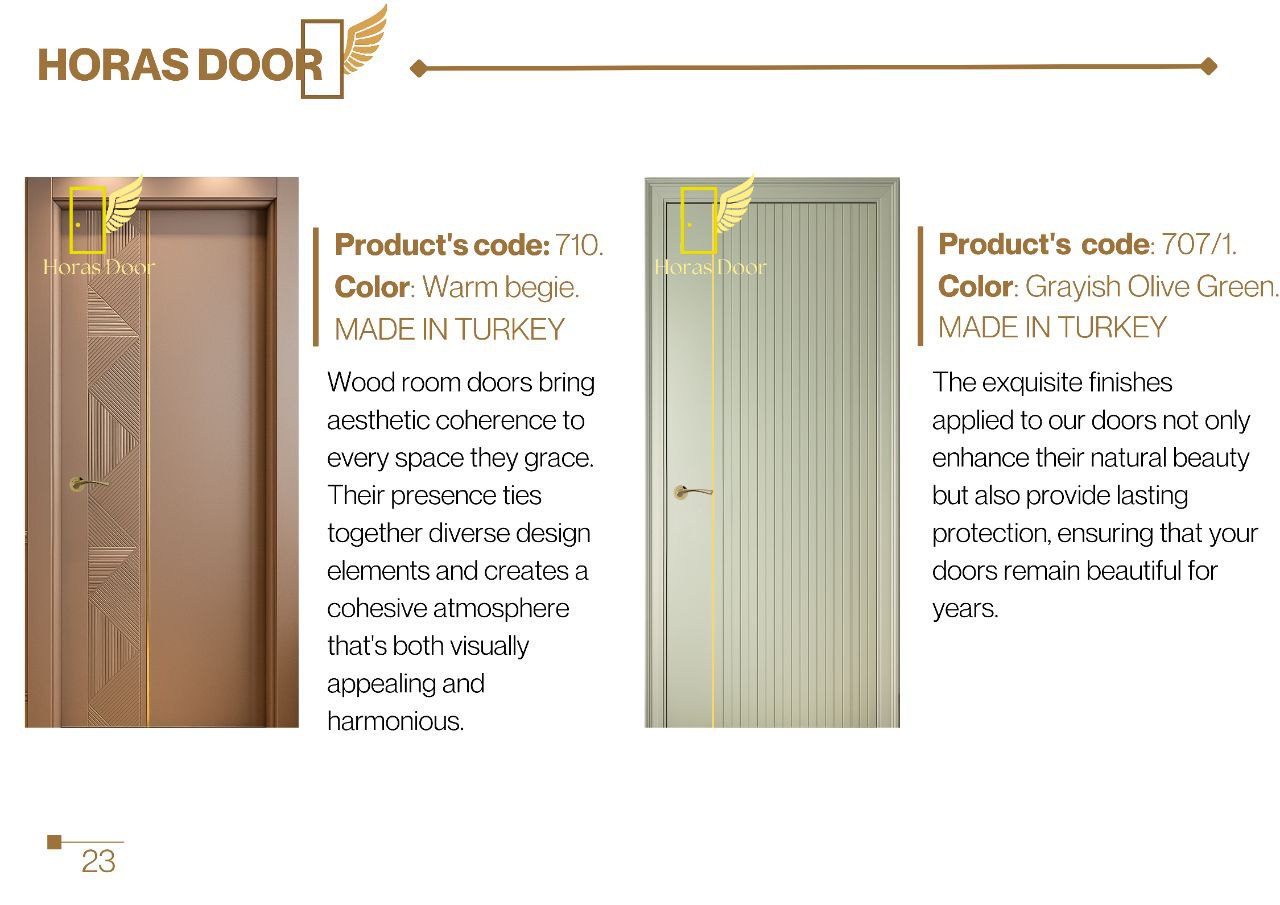 HORAS DOOR
Horas Door
Product's code: 710.
Color: Warm begie.
MADE IN TURKEY
Wood room doors bring
aesthetic coherence to
every space they grace.
Their presence ties
together diverse design
elements and creates a
cohesive atmosphere
that's both visually
appealing and
harmonious.
Horas Door
Product's code: 707/1.
Color: Grayish Olive Green.
MADE IN TURKEY
The exquisite finishes
applied to our doors not only
enhance their natural beauty
but also provide lasting
protection, ensuring that your
doors remain beautiful for
years.
23